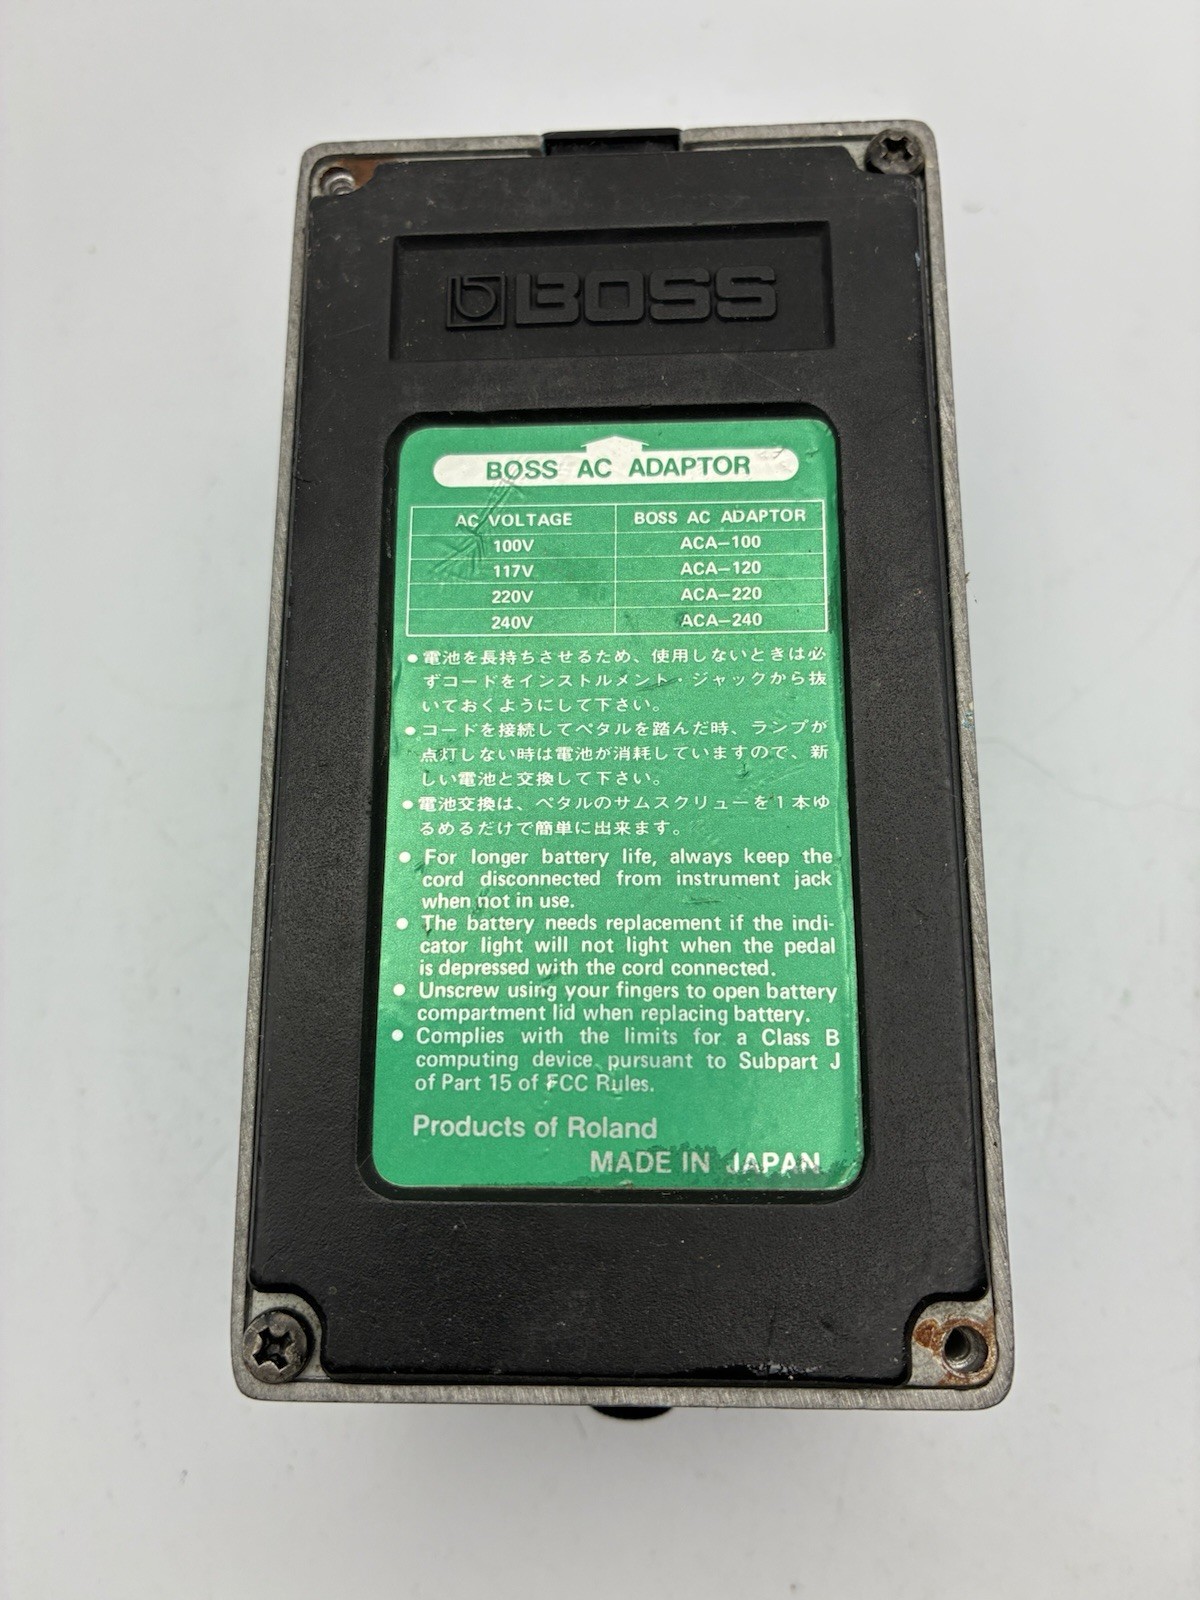 BOSS
BOSS AC ADAPTOR
AC VOLTAGE BOSS AC ADAPTOR
100V ACA–100
117V ACA–120
220V ACA–220
240V ACA–240
●電池を長持ちさせるため、使用しないときは必
ずコードをインストルメント・ジャックから抜
いておくようにして下さい。
●コードを接続してペタルを踏んだ時、ランプが
点灯しない時は電池が消耗していますので、新
しい電池と交換して下さい。
●電池交換は、ペタルのサムスクリューを1本ゆ
るめるだけで簡単に出来ます。
● For longer battery life, always keep the
cord disconnected from instrument jack
when not in use.
● The battery needs replacement if the indi-
cator light will not light when the pedal
is depressed with the cord connected.
● Unscrew using your fingers to open battery
compartment lid when replacing battery.
● Complies with the limits for a Class B
computing device pursuant to Subpart J
of Part 15 of FCC Rules.
Products of Roland
MADE IN JAPAN